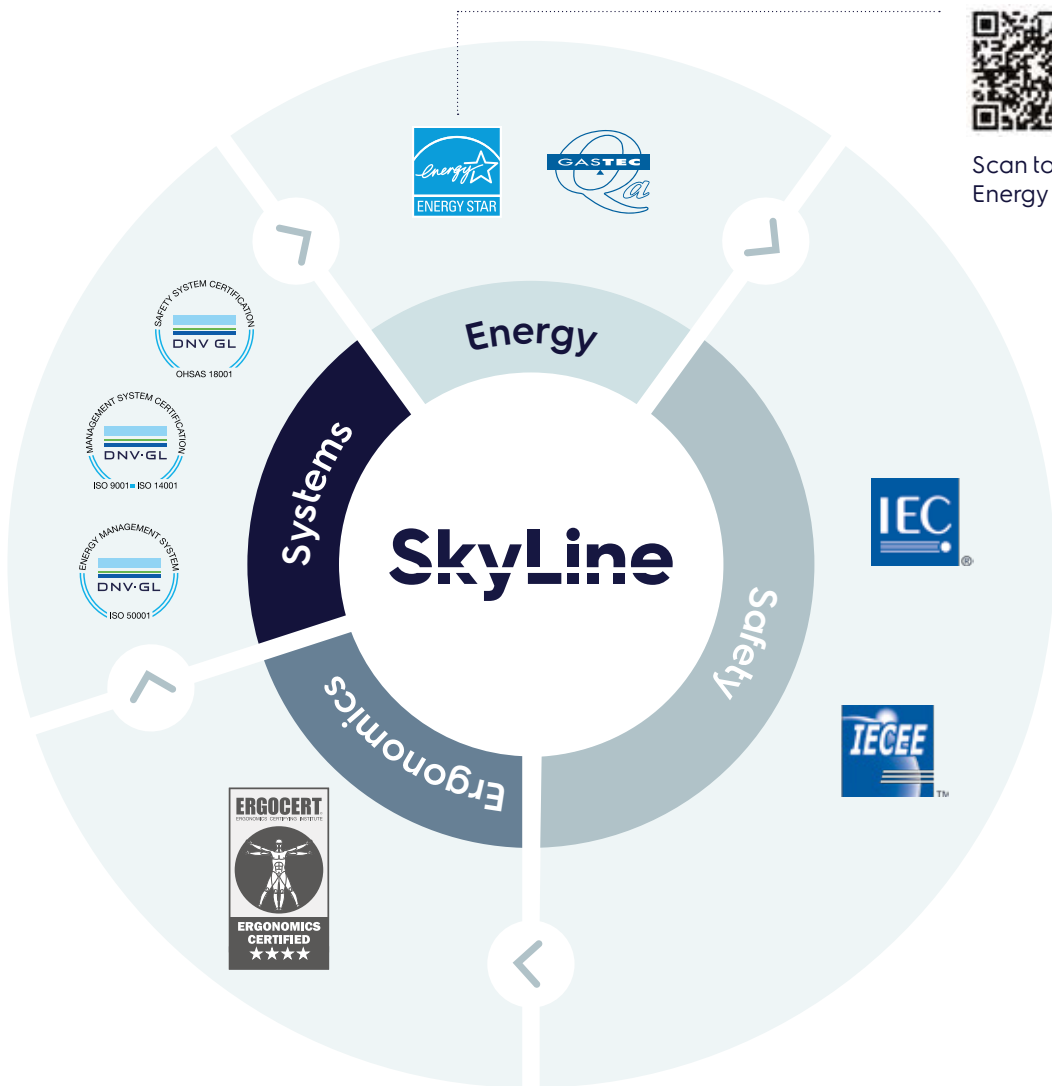 Scan to
Energy
energy
ENERGY STAR
GASTEC
Qa
Energy
SAFETY SYSTEM CERTIFICATION
DNV GL
OHSAS 18001
MANAGEMENT SYSTEM CERTIFICATION
DNV·GL
ISO 9001 ISO 14001
ENERGY MANAGEMENT SYSTEM
DNV·GL
ISO 50001
Systems
SkyLine
Safety
IEC
®
IECEE
TM
Ergonomics
ERGOCERT
ERGONOMICS CERTIFYING INSTITUTE
ERGONOMICS
CERTIFIED
★★★★